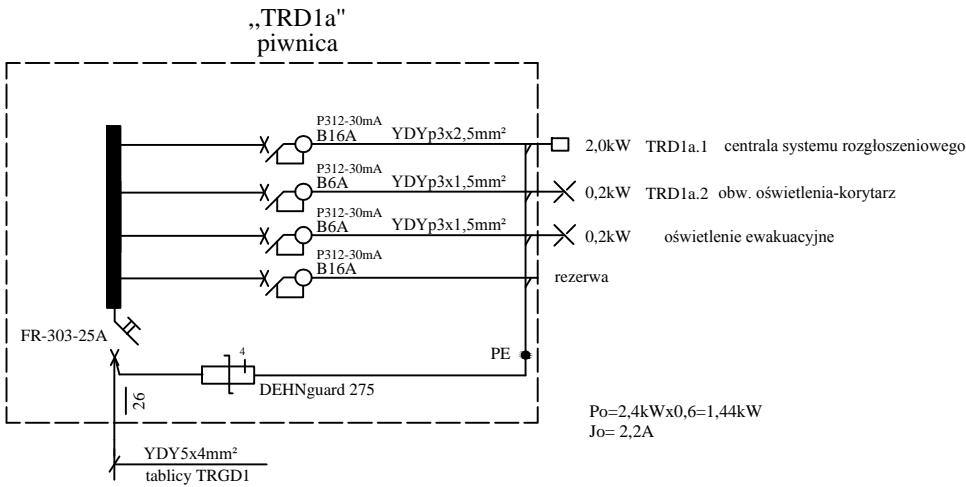 ,,TRD1a"
piwnica
P312-30mA
B16A
YDYp3x2,5mm²
2,0kW TRD1a.1 centrala systemu rozgłoszeniowego
P312-30mA
B6A
YDYp3x1,5mm²
0,2kW TRD1a.2 obw. oświetlenia-korytarz
P312-30mA
B6A
YDYp3x1,5mm²
0,2kW oświetlenie ewakuacyjne
P312-30mA
B16A
rezerwa
FR-303-25A
PE
4
DEHNguard 275
26
Po=2,4kWx0,6=1,44kW
Jo= 2,2A
YDY5x4mm²
tablicy TRGD1